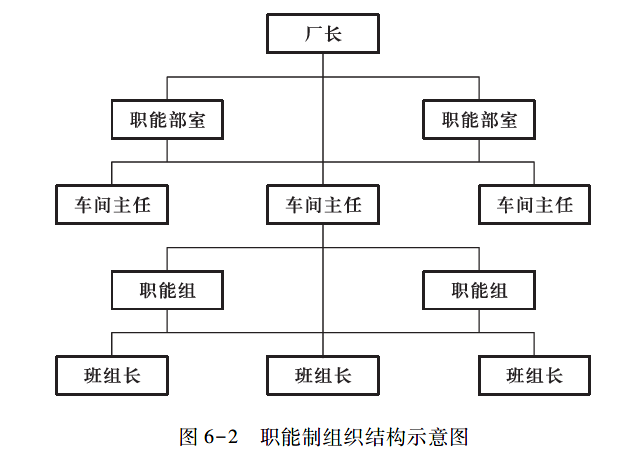 厂长
职能部室 职能部室
车间主任 车间主任 车间主任
职能组 职能组
班组长 班组长 班组长
图 6-2 职能制组织结构示意图